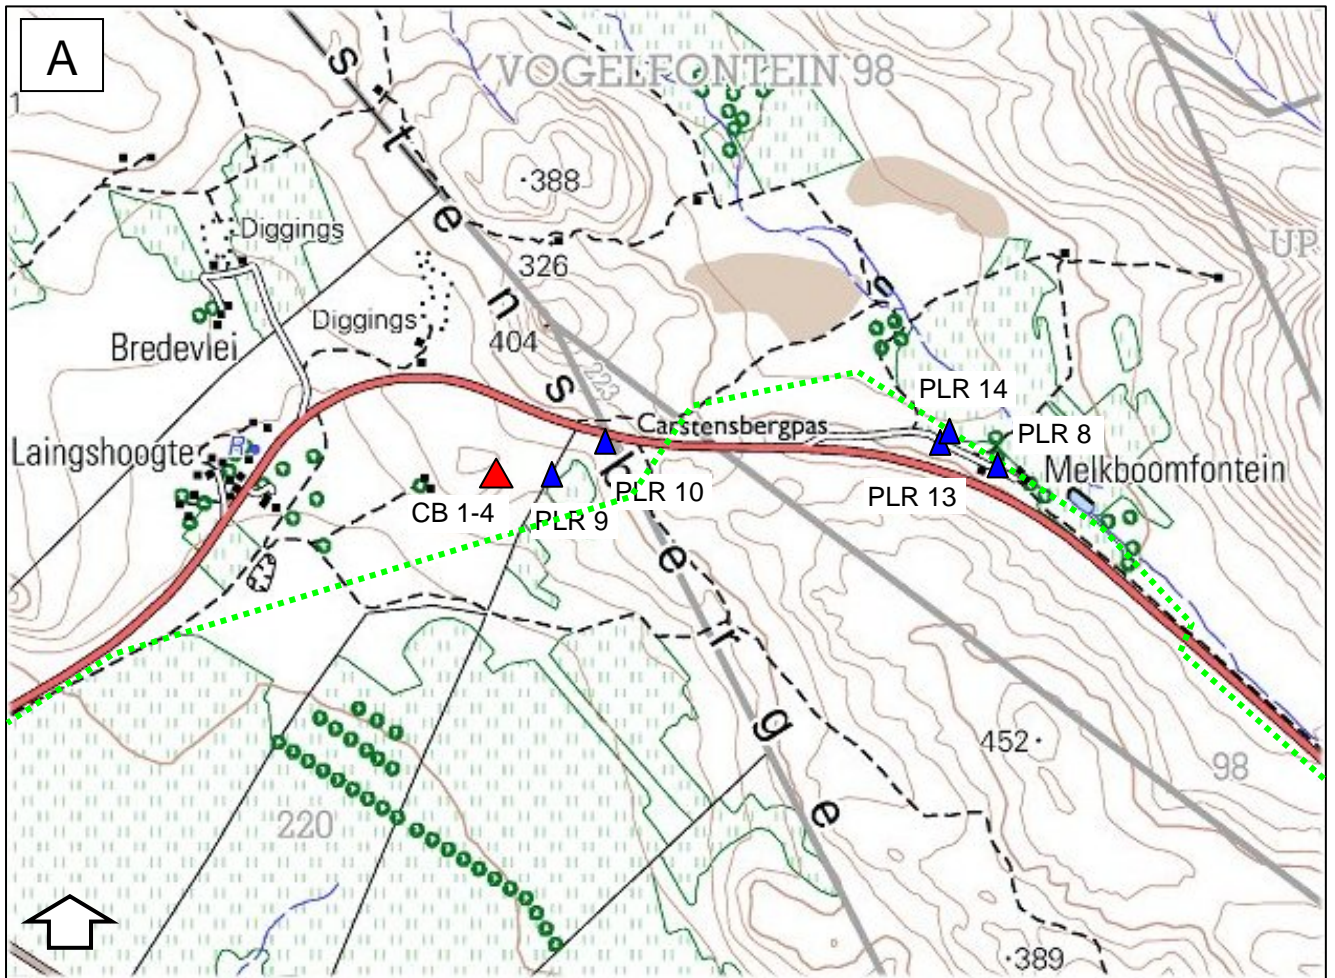 A
VOGELFONTEIN 98
388
Diggings
326
UP
Diggings
404
Bredevlei
223
PLR 14
Carstensbergpas
PLR 8
Laingshoogte
R
Melkboomfontein
PLR 10
PLR 13
CB 1-4
PLR 9
stensberge
452
98
220
389